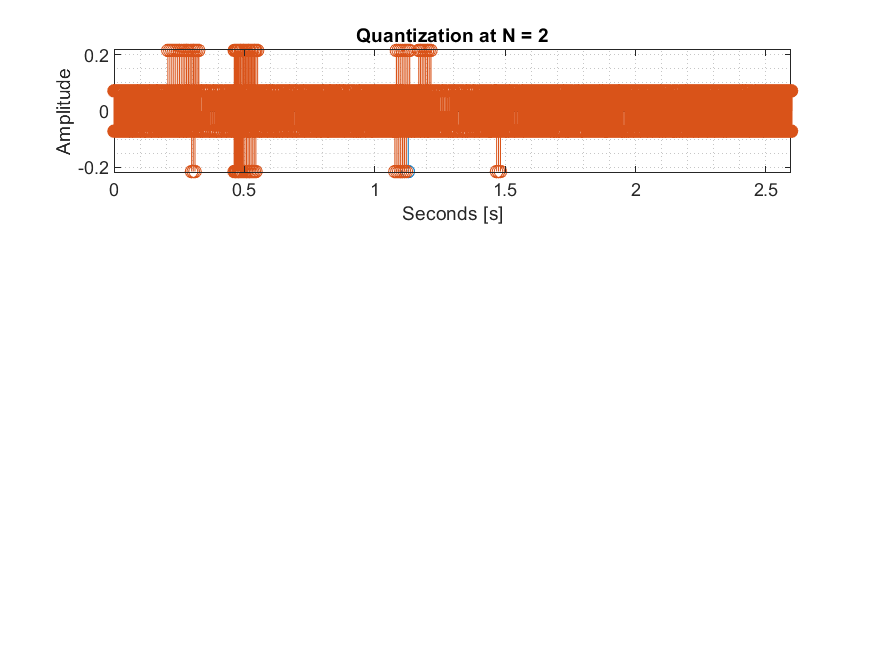 Quantization at N = 2
Amplitude
0.2
0
-0.2
0 0.5 1 1.5 2 2.5
Seconds [s]